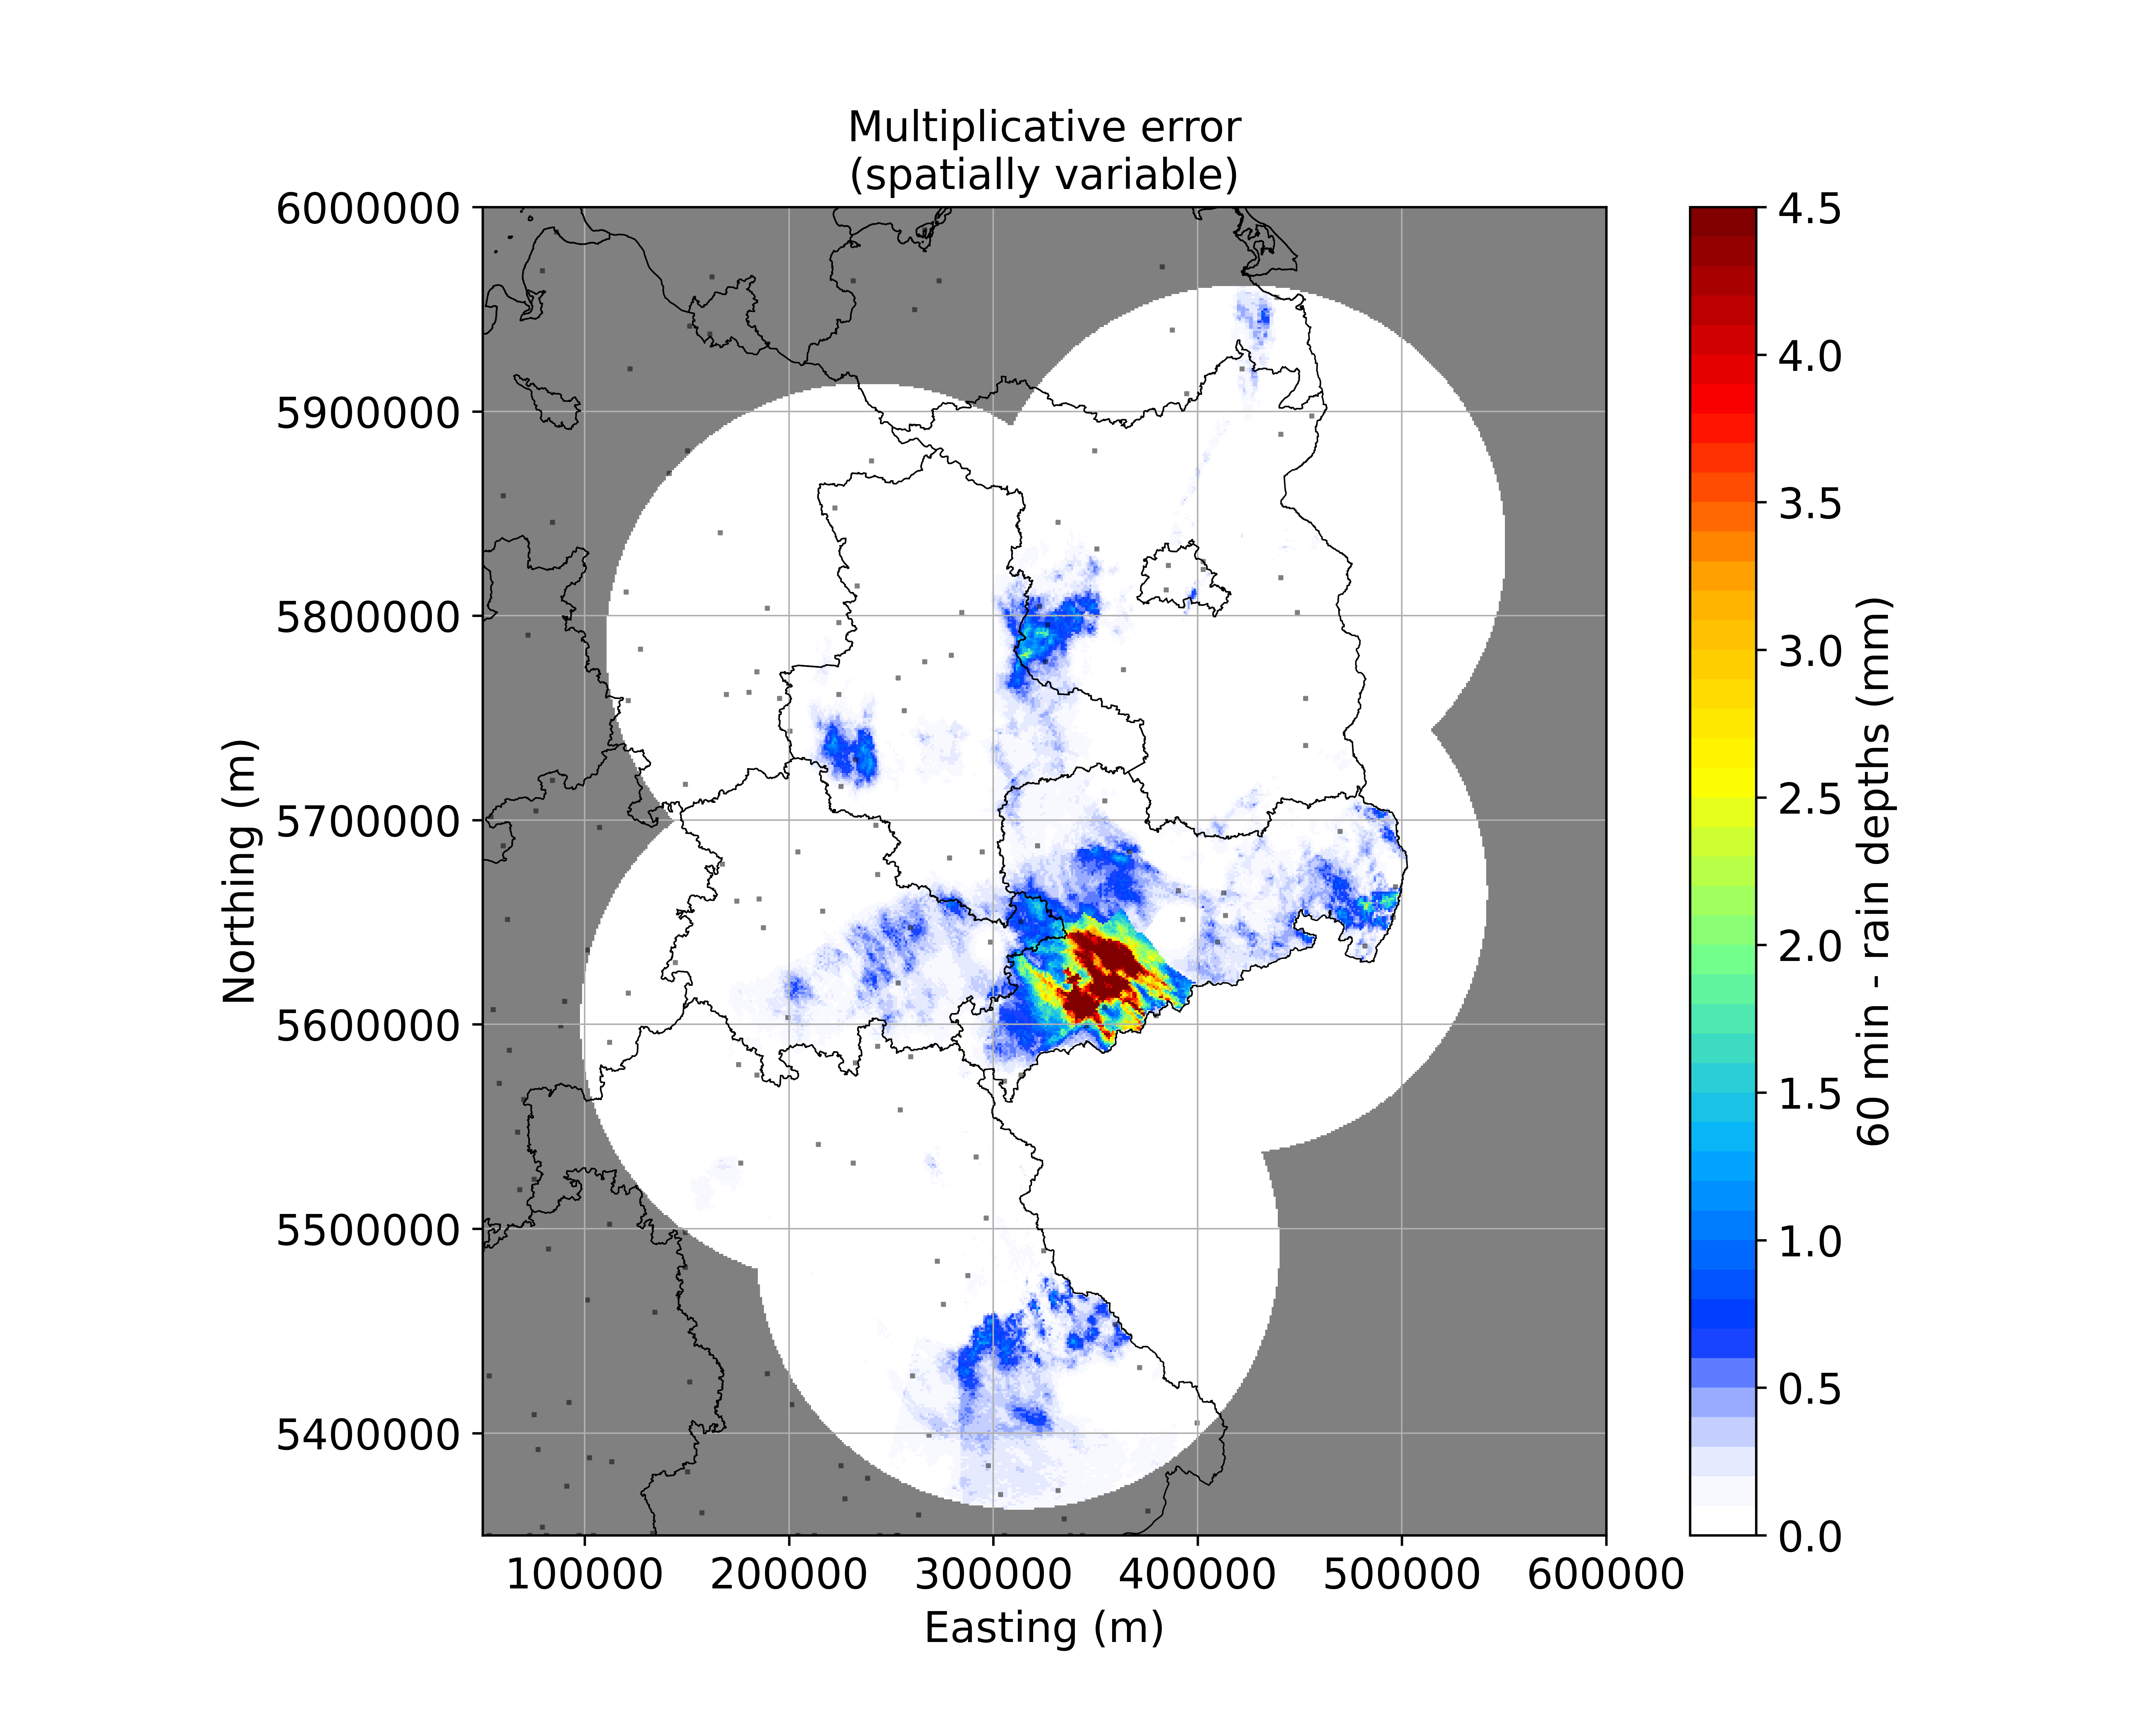 Multiplicative error
(spatially variable)
6000000
5900000
5800000
5700000
5600000
5500000
5400000
Northing (m)
100000 200000 300000 400000 500000 600000
Easting (m)
4.5
4.0
3.5
3.0
2.5
2.0
1.5
1.0
0.5
0.0
60 min - rain depths (mm)